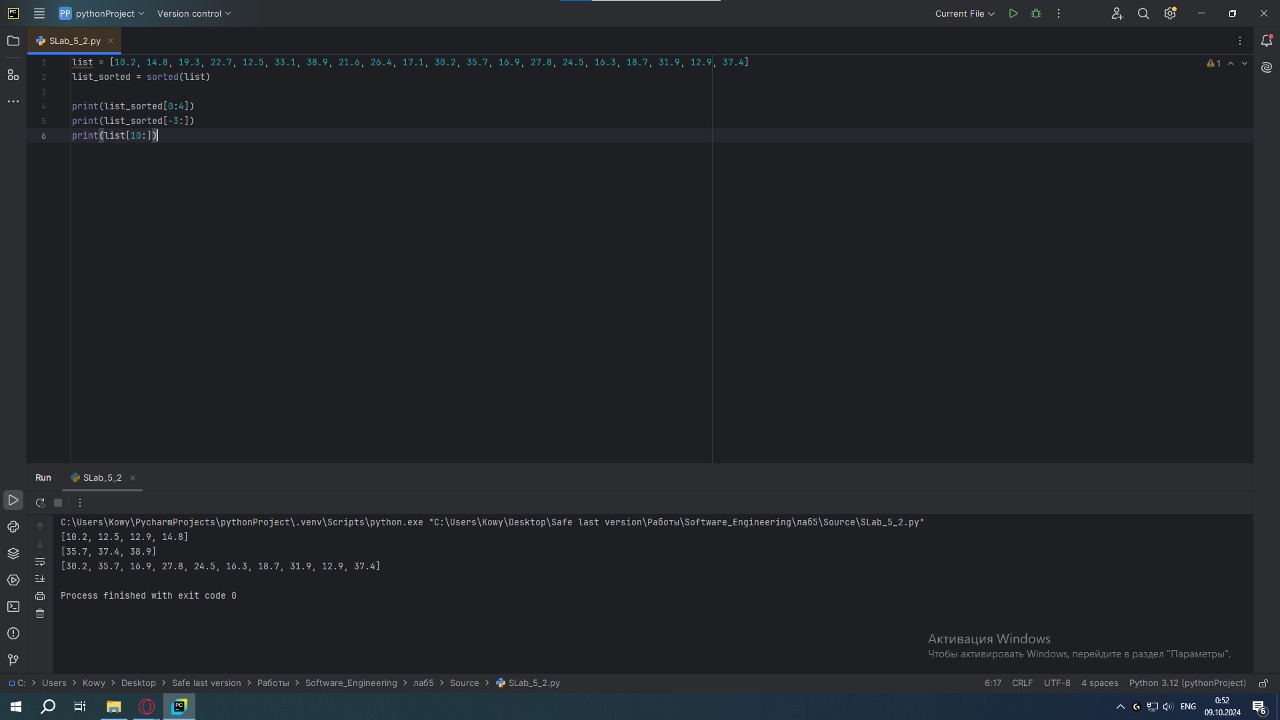 PC PP pythonProject Version control Current File
SLab_5_2.py
1 list = [10.2, 14.8, 19.3, 22.7, 12.5, 33.1, 38.9, 21.6, 26.4, 17.1, 30.2, 35.7, 16.9, 27.8, 24.5, 16.3, 18.7, 31.9, 12.9, 37.4] 1
2 list_sorted = sorted(list)
3
4 print(list_sorted[0:4])
5 print(list_sorted[-3:])
6 print(list[10:])
Run SLab_5_2
C:\Users\Kowy\PycharmProjects\pythonProject\.venv\Scripts\python.exe "C:\Users\Kowy\Desktop\Safe last version\Работы\Software_Engineering\лаб5\Source\SLab_5_2.py"
[10.2, 12.5, 12.9, 14.8]
[35.7, 37.4, 38.9]
[30.2, 35.7, 16.9, 27.8, 24.5, 16.3, 18.7, 31.9, 12.9, 37.4]
Process finished with exit code 0
Активация Windows
Чтобы активировать Windows, перейдите в раздел "Параметры".
C: Users Kowy Desktop Safe last version Работы Software_Engineering лаб5 Source SLab_5_2.py 6:17 CRLF UTF-8 4 spaces Python 3.12 (pythonProject)
PC ENG 0:52
09.10.2024 6